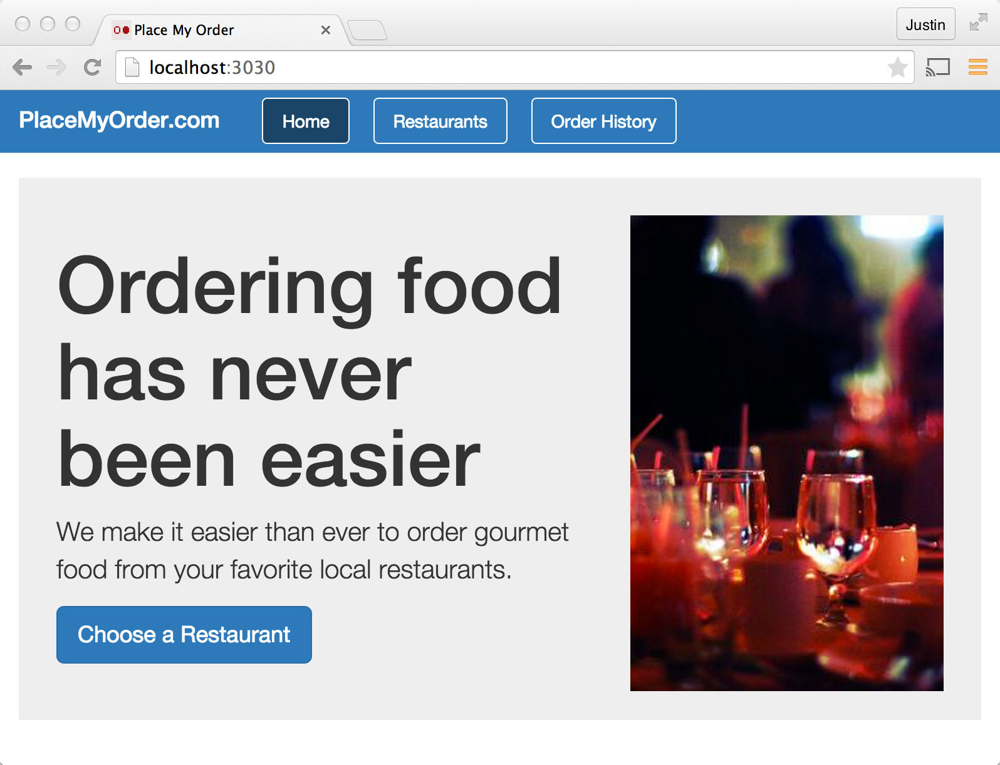 Place My Order
Justin
localhost:3030
PlaceMyOrder.com
Home
Restaurants
Order History
Ordering food
has never
been easier
We make it easier than ever to order gourmet
food from your favorite local restaurants.
Choose a Restaurant